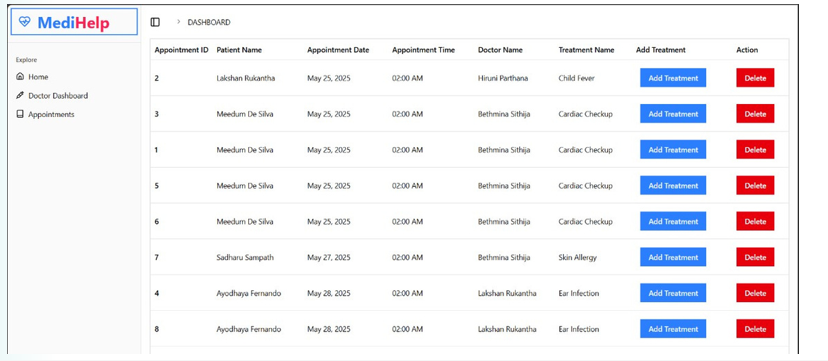 MediHelp
DASHBOARD
Explore
Home
Doctor Dashboard
Appointments
Appointment ID Patient Name Appointment Date Appointment Time Doctor Name Treatment Name Add Treatment Action
2 Lakshan Rukantha May 25, 2025 02:00 AM Hiruni Parthana Child Fever Add Treatment Delete
3 Meedum De Silva May 25, 2025 02:00 AM Bethmina Sithija Cardiac Checkup Add Treatment Delete
1 Meedum De Silva May 25, 2025 02:00 AM Bethmina Sithija Cardiac Checkup Add Treatment Delete
5 Meedum De Silva May 25, 2025 02:00 AM Bethmina Sithija Cardiac Checkup Add Treatment Delete
6 Meedum De Silva May 25, 2025 02:00 AM Bethmina Sithija Cardiac Checkup Add Treatment Delete
7 Sadharu Sampath May 27, 2025 02:00 AM Bethmina Sithija Skin Allergy Add Treatment Delete
4 Ayodhaya Fernando May 28, 2025 02:00 AM Lakshan Rukantha Ear Infection Add Treatment Delete
8 Ayodhaya Fernando May 28, 2025 02:00 AM Lakshan Rukantha Ear Infection Add Treatment Delete